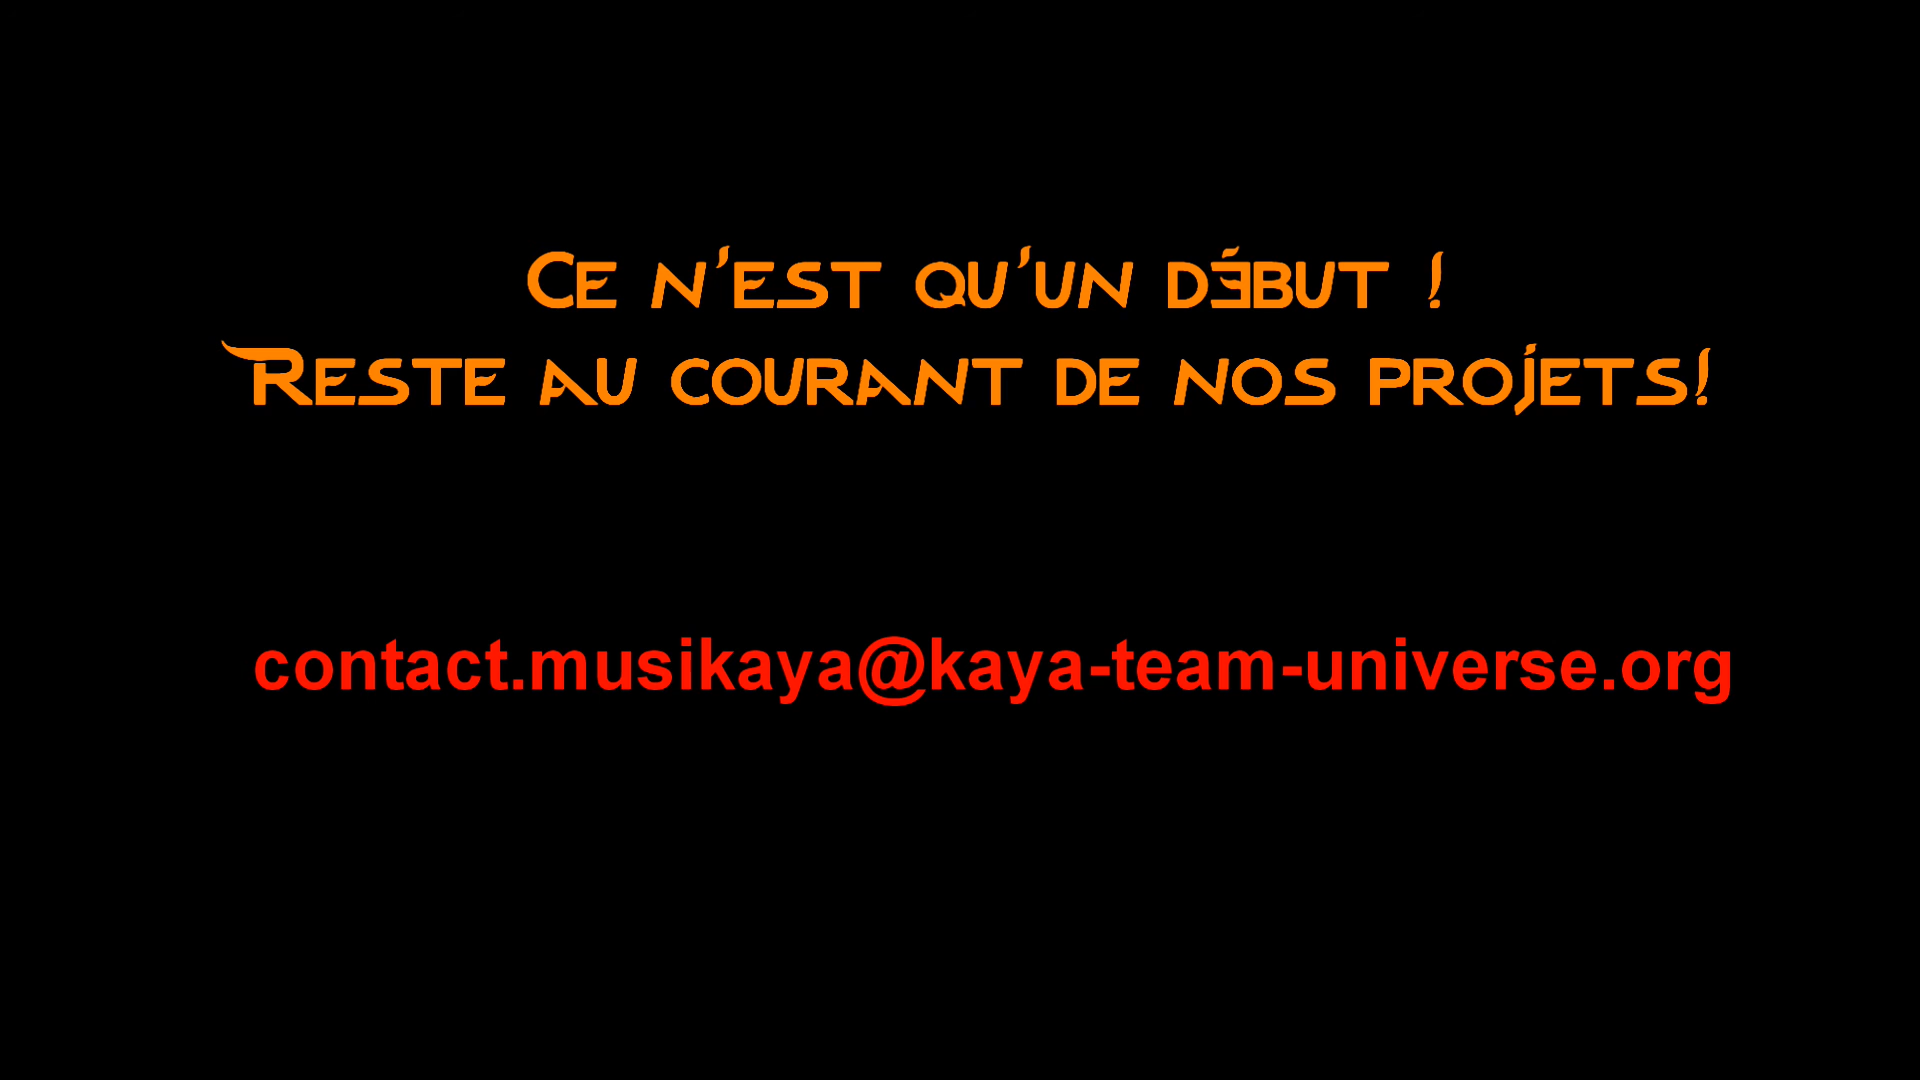 Ce n'est qu'un début !
Reste au courant de nos projets!
contact.musikaya@kaya-team-universe.org